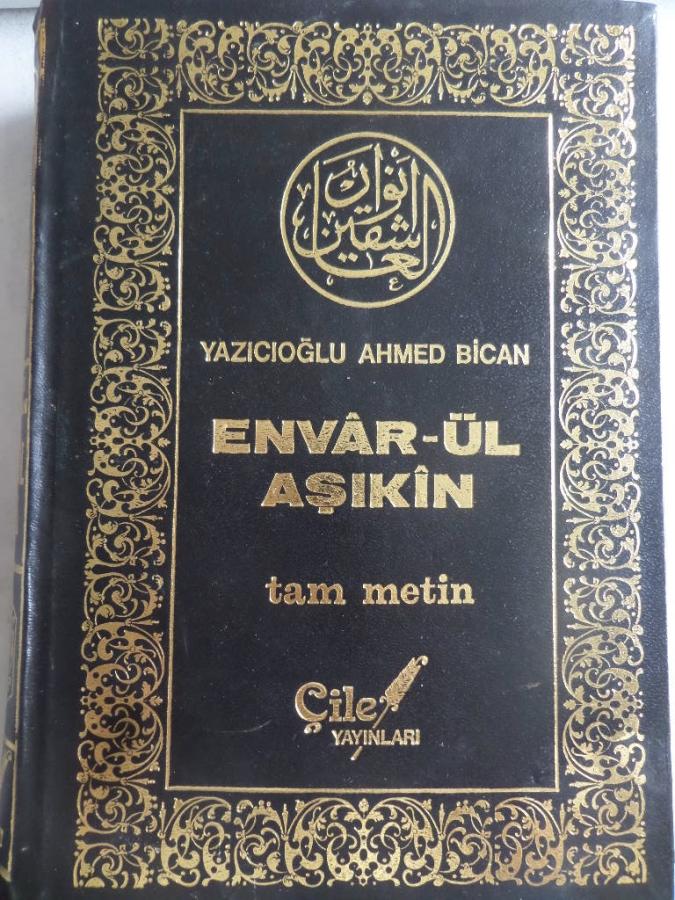 انوار العاشقين
YAZICIOĞLU AHMED BİCAN
ENVÂR-ÜL
AŞIKÎN
tam metin
Çile
YAYINLARI